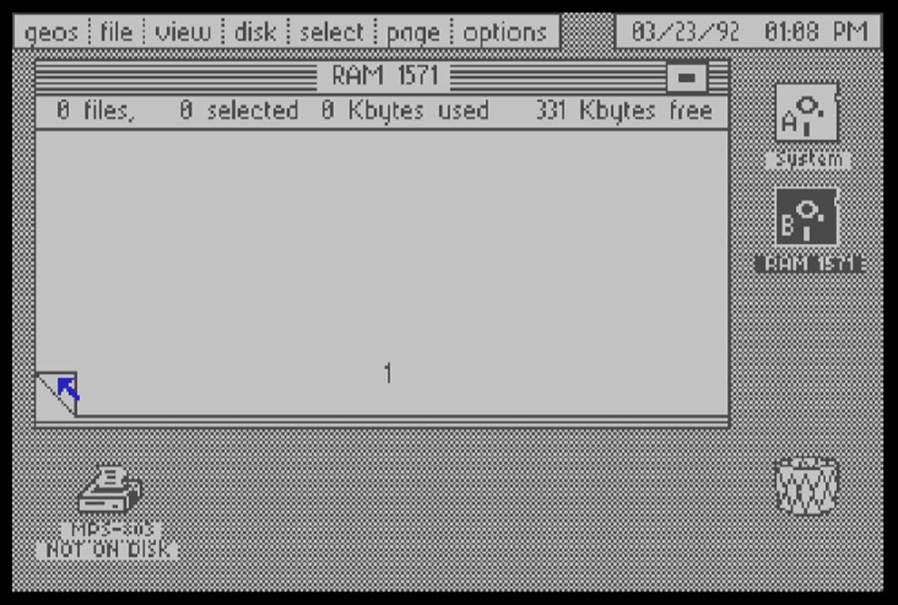 geos file view disk select page options 03/23/92 01:08 PM
RAM 1571
0 files, 0 selected 0 Kbytes used 331 Kbytes free
A
System
B
RAM 1571
1
MPS-803
NOT ON DISK